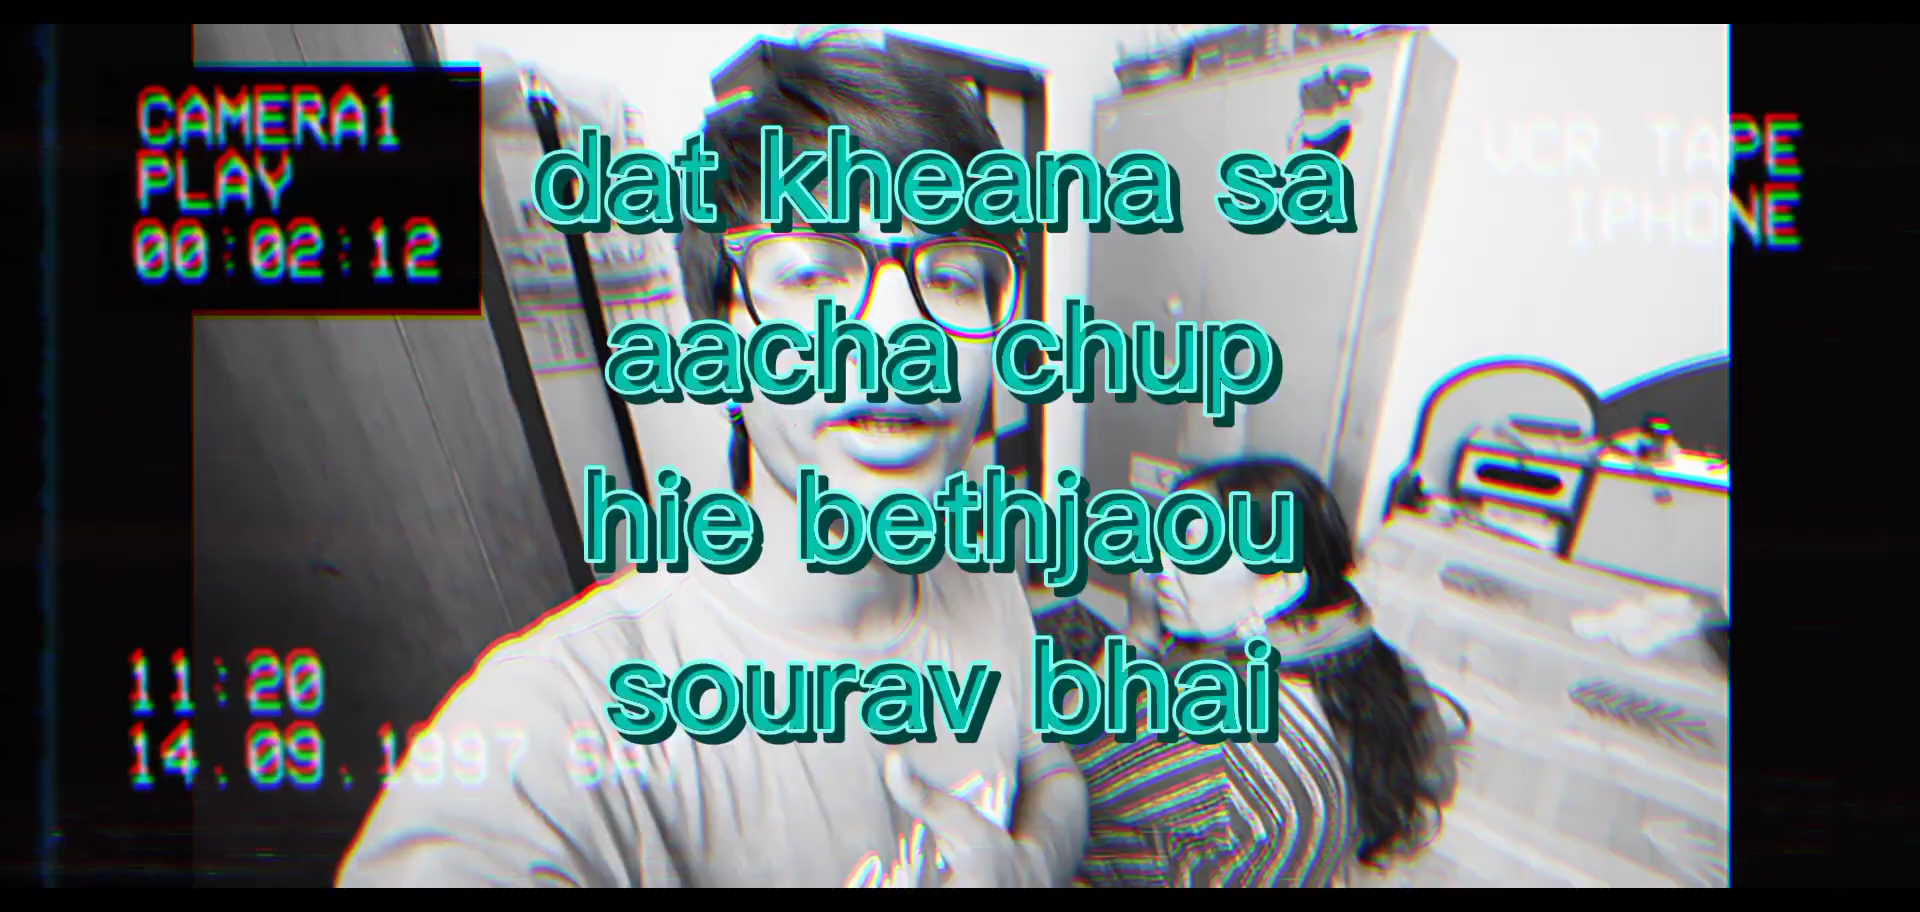 CAMERA1
PLAY
00:02:12
VCR TAPE
IPHONE
dat kheana sa
aacha chup
hie bethjaou
sourav bhai
11:20
14.09.1997 SA